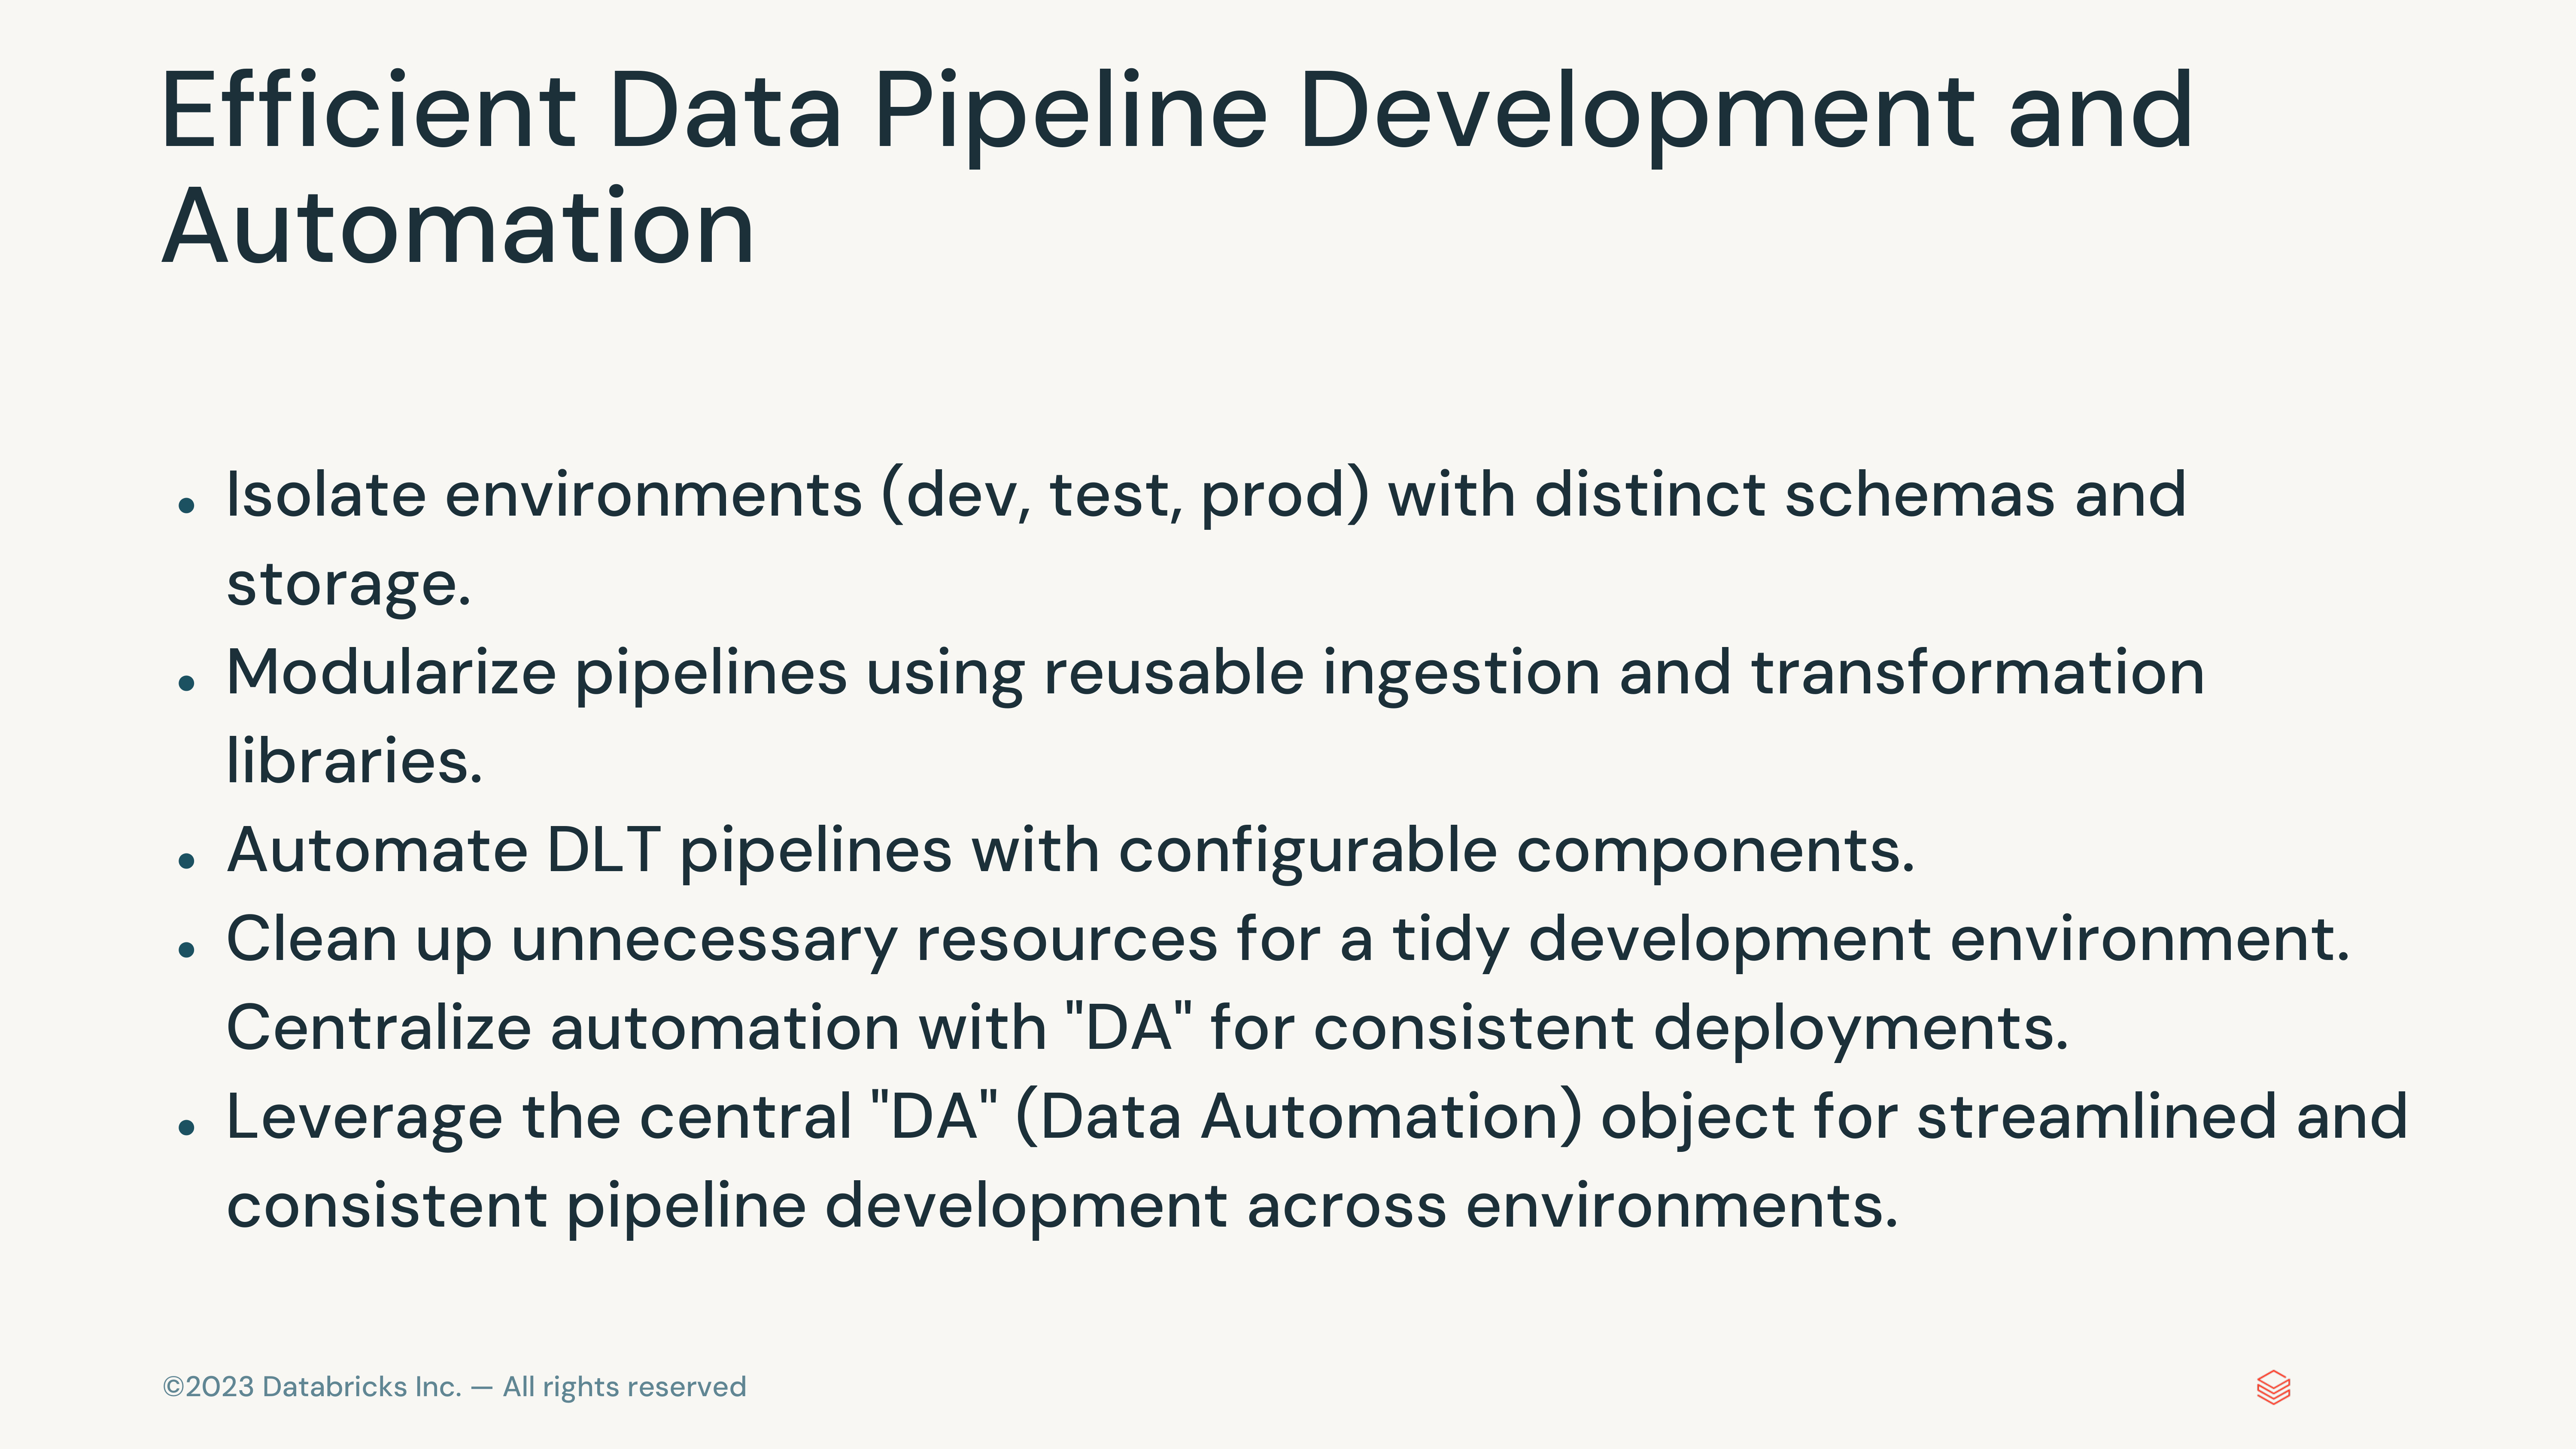 Efficient Data Pipeline Development and
Automation
• Isolate environments (dev, test, prod) with distinct schemas and
storage.
• Modularize pipelines using reusable ingestion and transformation
libraries.
• Automate DLT pipelines with configurable components.
• Clean up unnecessary resources for a tidy development environment.
Centralize automation with "DA" for consistent deployments.
• Leverage the central "DA" (Data Automation) object for streamlined and
consistent pipeline development across environments.
©2023 Databricks Inc. — All rights reserved